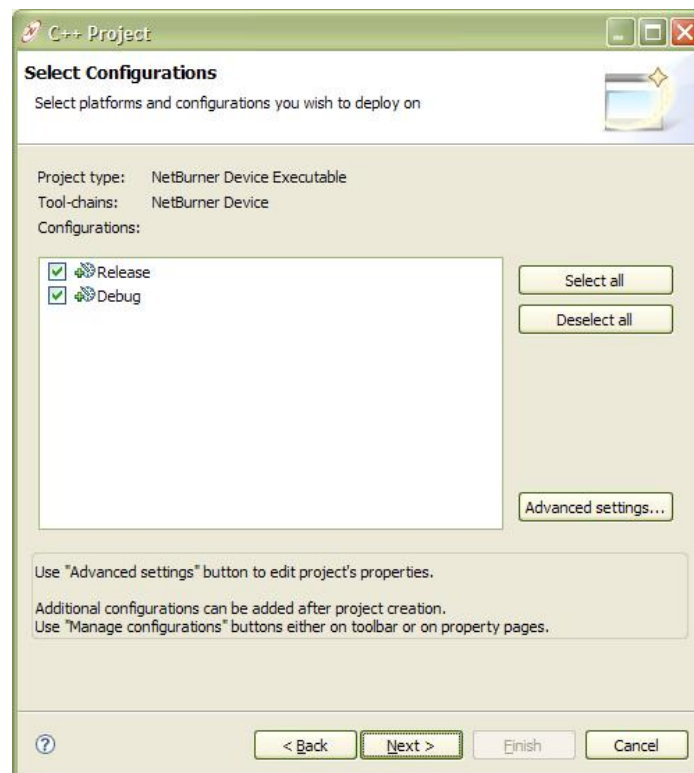 C++ Project
Select Configurations
Select platforms and configurations you wish to deploy on
Project type: NetBurner Device Executable
Tool-chains: NetBurner Device
Configurations:
Release
Debug
Select all
Deselect all
Advanced settings...
Use "Advanced settings" button to edit project's properties.
Additional configurations can be added after project creation.
Use "Manage configurations" buttons either on toolbar or on property pages.
? < Back Next > Finish Cancel